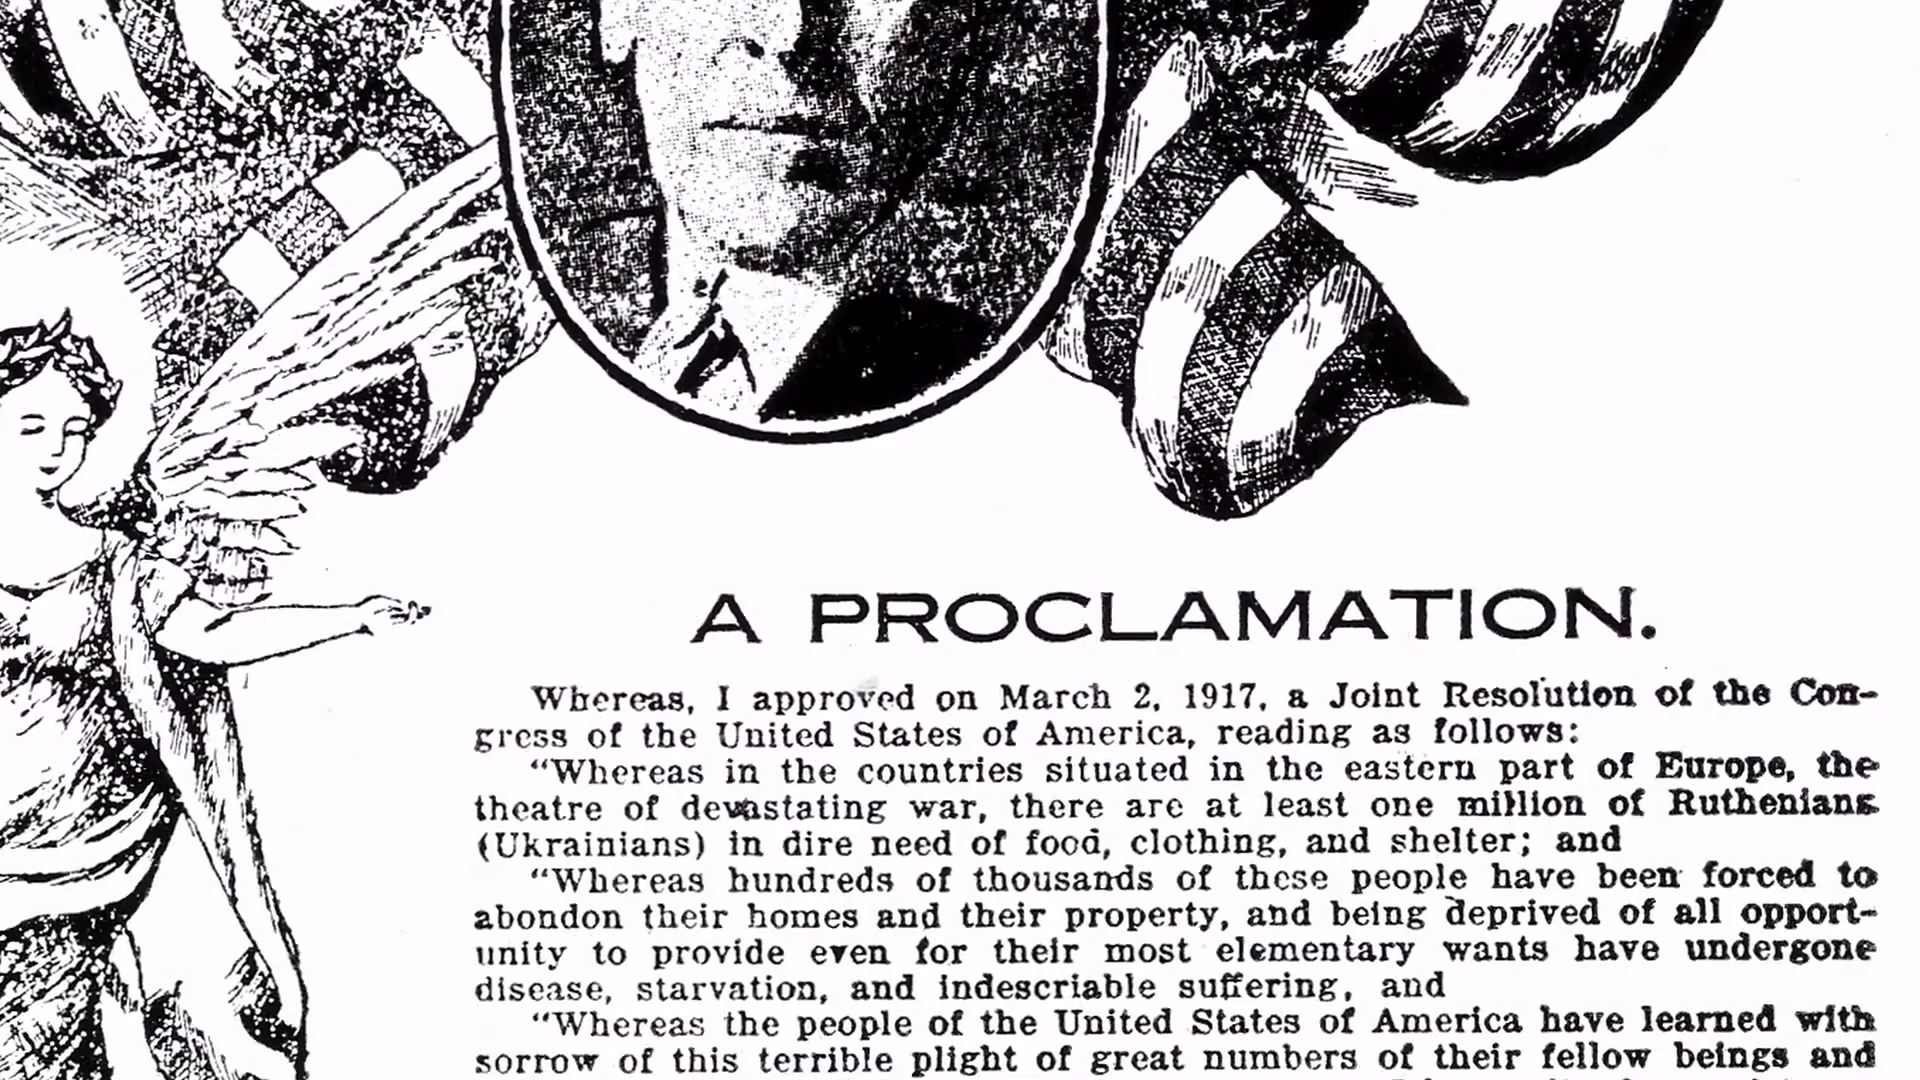 A PROCLAMATION.
Whereas, I approved on March 2, 1917, a Joint Resolution of the Con-
gress of the United States of America, reading as follows:
"Whereas in the countries situated in the eastern part of Europe, the
theatre of devastating war, there are at least one million of Ruthenians
(Ukrainians) in dire need of food, clothing, and shelter; and
"Whereas hundreds of thousands of these people have been forced to
abondon their homes and their property, and being deprived of all opport-
unity to provide even for their most elementary wants have undergone
disease, starvation, and indescriable suffering, and
"Whereas the people of the United States of America have learned with
sorrow of this terrible plight of great numbers of their fellow beings and